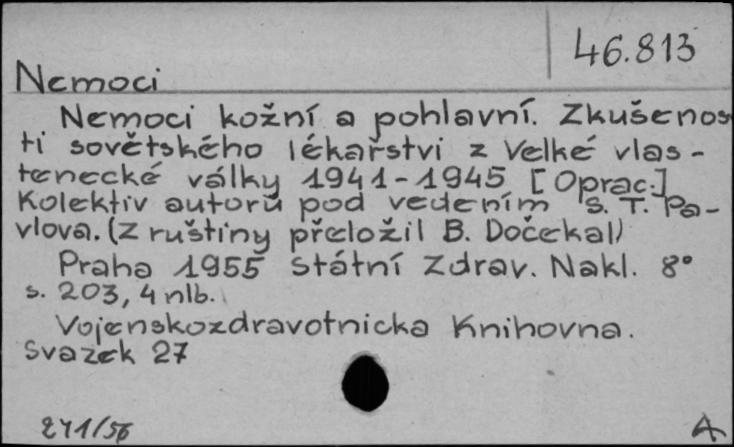 46.813
Nemoci
Nemoci kožní a pohlavní. Zkušenos
ti sovětského lékařstvi z Velké vlas-
tenecké války 1941-1945 [Oprac.]
Kolektiv autorů pod vedením S. T. Pa-
vlova. (Z ruštiny přeložil B. Dočekal)
Praha 1955 Státní Zdrav. Nakl. 8°
s. 203, 4 nlb.
Vojenskozdravotnicka Knihovna.
Svazek 27
241/56 A